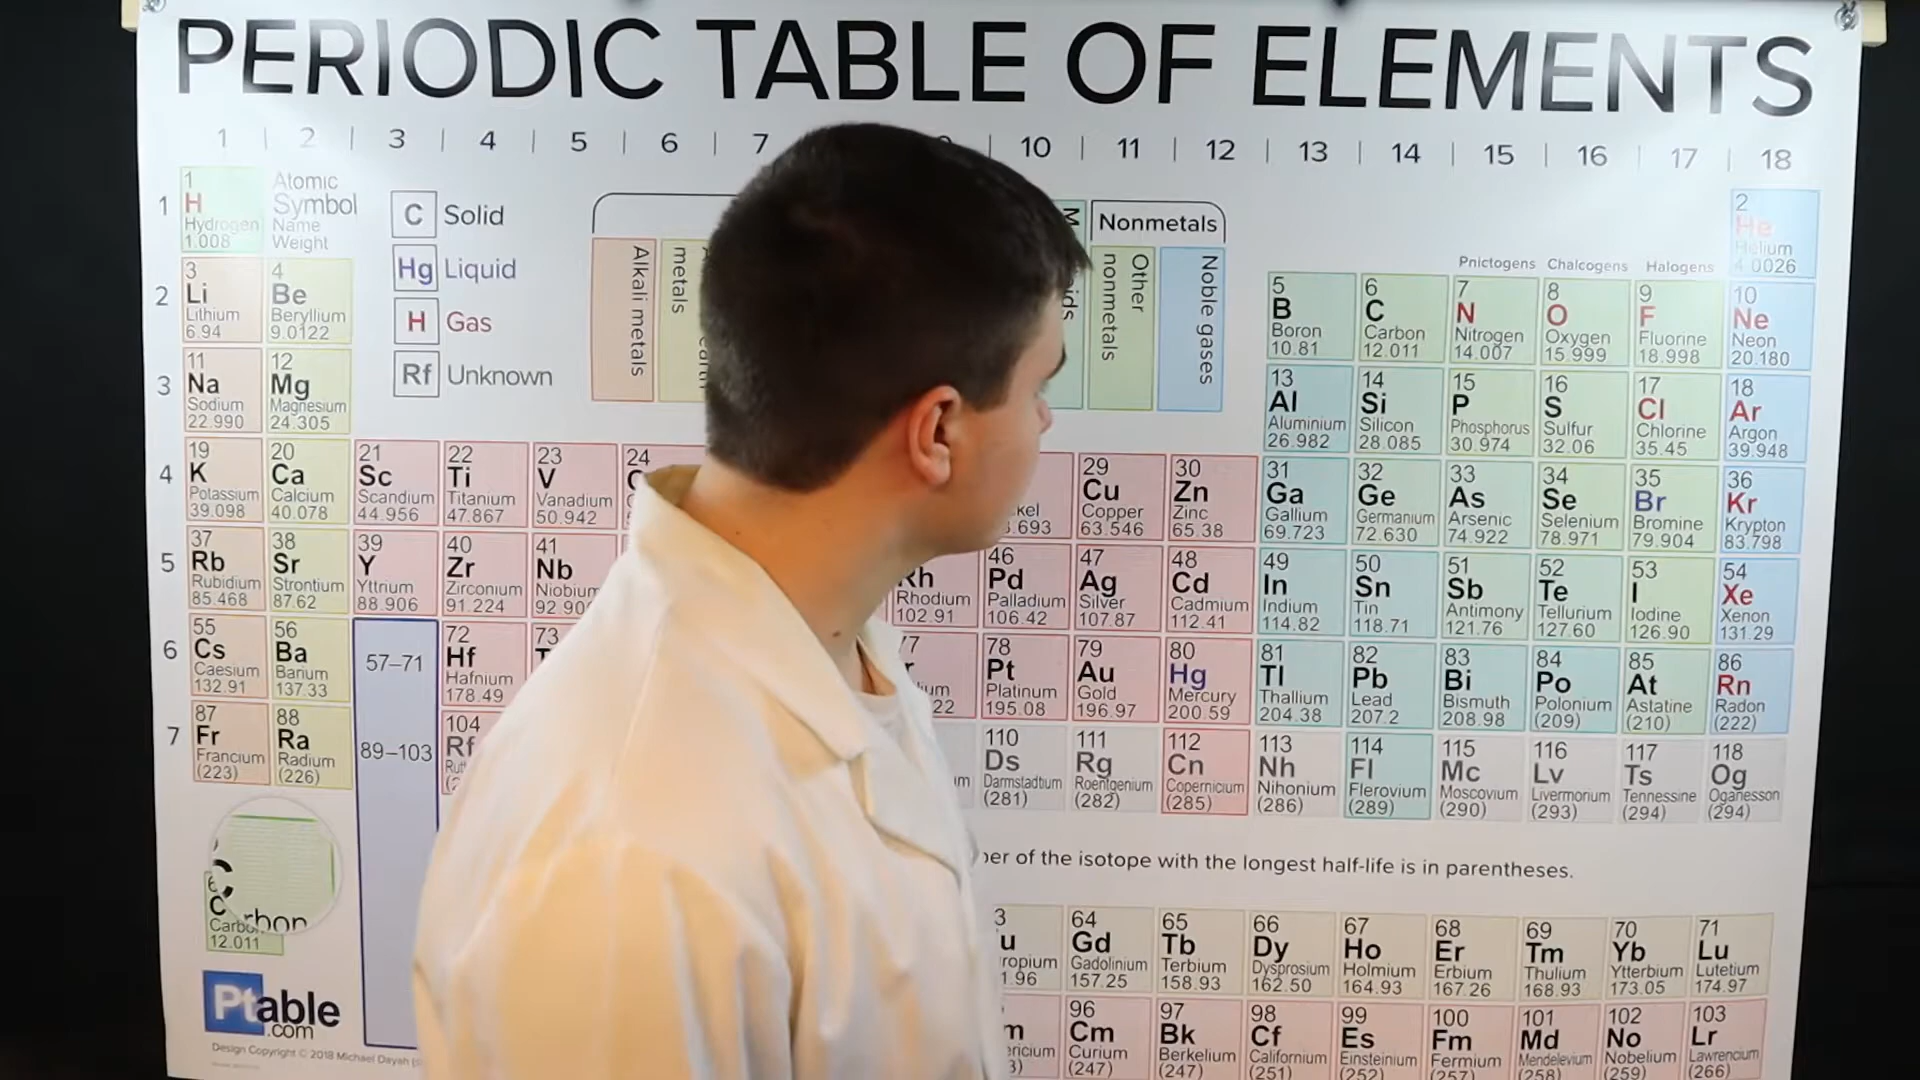 PERIODIC TABLE OF ELEMENTS
1 2 3 4 5 6 7 10 11 12 13 14 15 16 17 18
Atomic
Symbol
Name
Weight
C Solid
Hg Liquid
H Gas
Rf Unknown
Alkali metals
metals
Nonmetals
Other
nonmetals
Noble gases
Pnictogens Chalcogens Halogens
1
1 H Hydrogen 1.008
2 He Helium 4.0026
2
3 Li Lithium 6.94
4 Be Beryllium 9.0122
5 B Boron 10.81
6 C Carbon 12.011
7 N Nitrogen 14.007
8 O Oxygen 15.999
9 F Fluorine 18.998
10 Ne Neon 20.180
3
11 Na Sodium 22.990
12 Mg Magnesium 24.305
13 Al Aluminium 26.982
14 Si Silicon 28.085
15 P Phosphorus 30.974
16 S Sulfur 32.06
17 Cl Chlorine 35.45
18 Ar Argon 39.948
4
19 K Potassium 39.098
20 Ca Calcium 40.078
21 Sc Scandium 44.956
22 Ti Titanium 47.867
23 V Vanadium 50.942
24
29 Cu Copper 63.546
30 Zn Zinc 65.38
31 Ga Gallium 69.723
32 Ge Germanium 72.630
33 As Arsenic 74.922
34 Se Selenium 78.971
35 Br Bromine 79.904
36 Kr Krypton 83.798
5
37 Rb Rubidium 85.468
38 Sr Strontium 87.62
39 Y Yttrium 88.906
40 Zr Zirconium 91.224
41 Nb Niobium
Rh Rhodium 102.91
46 Pd Palladium 106.42
47 Ag Silver 107.87
48 Cd Cadmium 112.41
49 In Indium 114.82
50 Sn Tin 118.71
51 Sb Antimony 121.76
52 Te Tellurium 127.60
53 I Iodine 126.90
54 Xe Xenon 131.29
6
55 Cs Caesium 132.91
56 Ba Barium 137.33
57–71
72 Hf Hafnium 178.49
73
78 Pt Platinum 195.08
79 Au Gold 196.97
80 Hg Mercury 200.59
81 Tl Thallium 204.38
82 Pb Lead 207.2
83 Bi Bismuth 208.98
84 Po Polonium (209)
85 At Astatine (210)
86 Rn Radon (222)
7
87 Fr Francium (223)
88 Ra Radium (226)
89–103
104 Rf
110 Ds Darmstadtium (281)
111 Rg Roentgenium (282)
112 Cn Copernicium (285)
113 Nh Nihonium (286)
114 Fl Flerovium (289)
115 Mc Moscovium (290)
116 Lv Livermorium (293)
117 Ts Tennessine (294)
118 Og Oganesson (294)
of the isotope with the longest half-life is in parentheses.
C
12.011
64 Gd Gadolinium 157.25
65 Tb Terbium 158.93
66 Dy Dysprosium 162.50
67 Ho Holmium 164.93
68 Er Erbium 167.26
69 Tm Thulium 168.93
70 Yb Ytterbium 173.05
71 Lu Lutetium 174.97
96 Cm Curium (247)
97 Bk Berkelium (247)
98 Cf Californium (251)
99 Es Einsteinium (252)
100 Fm Fermium (257)
101 Md Mendelevium (258)
102 No Nobelium (259)
103 Lr Lawrencium (266)
Ptable
.com
Design Copyright © 2018 Michael Dayah